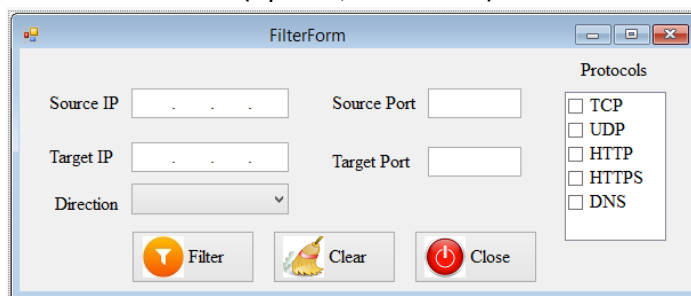 FilterForm
Protocols
Source IP . . . Source Port
TCP
UDP
Target IP . . . Target Port
HTTP
HTTPS
Direction
DNS
Filter Clear Close